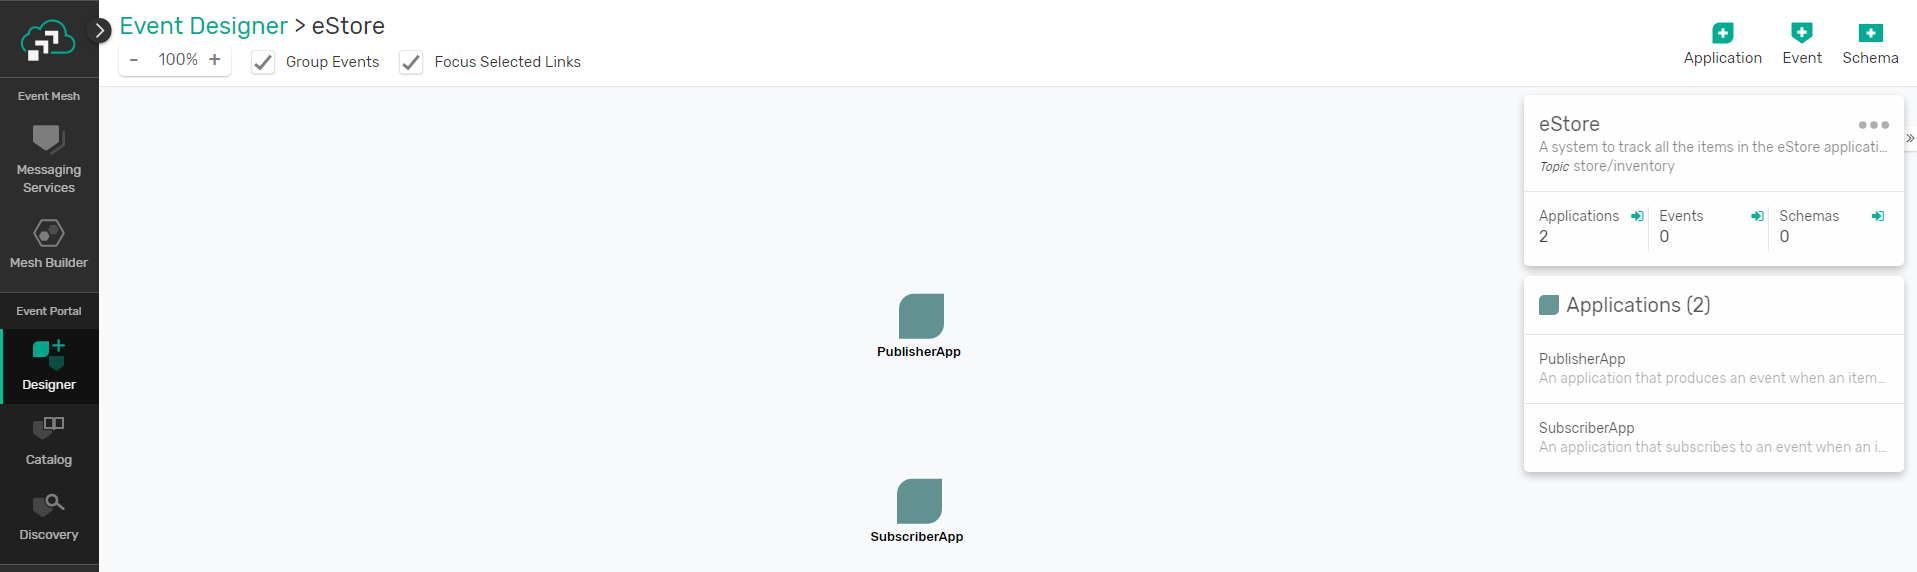 Event Designer > eStore
- 100% +
Group Events
Focus Selected Links
Application
Event
Schema
Event Mesh
Messaging
Services
Mesh Builder
Event Portal
Designer
Catalog
Discovery
PublisherApp
SubscriberApp
eStore
A system to track all the items in the eStore applicati...
Topic store/inventory
Applications
2
Events
0
Schemas
0
Applications (2)
PublisherApp
An application that produces an event when an item...
SubscriberApp
An application that subscribes to an event when an i...